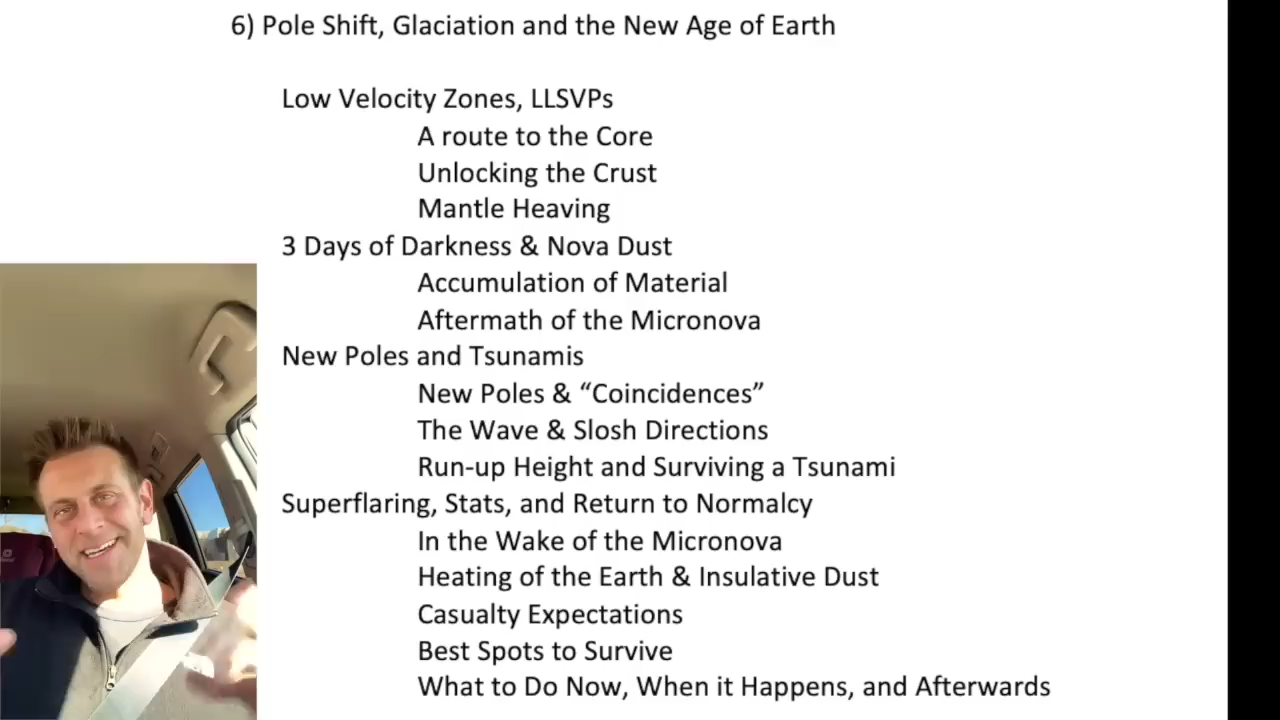 6) Pole Shift, Glaciation and the New Age of Earth
Low Velocity Zones, LLSVPs
A route to the Core
Unlocking the Crust
Mantle Heaving
3 Days of Darkness & Nova Dust
Accumulation of Material
Aftermath of the Micronova
New Poles and Tsunamis
New Poles & “Coincidences”
The Wave & Slosh Directions
Run-up Height and Surviving a Tsunami
Superflaring, Stats, and Return to Normalcy
In the Wake of the Micronova
Heating of the Earth & Insulative Dust
Casualty Expectations
Best Spots to Survive
What to Do Now, When it Happens, and Afterwards